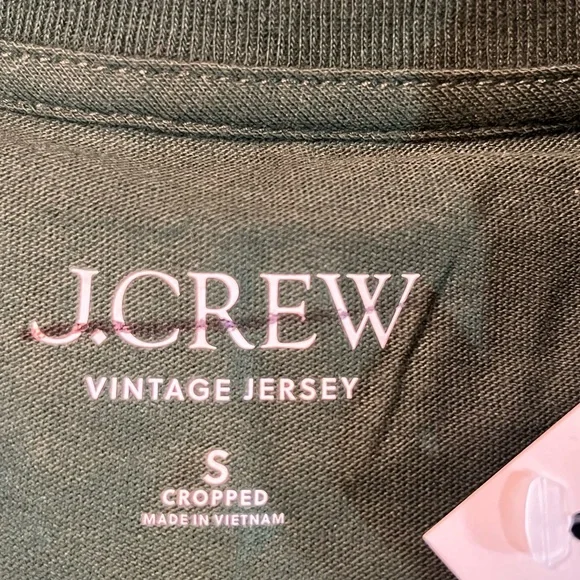 J.CREW
VINTAGE JERSEY
S
CROPPED
MADE IN VIETNAM